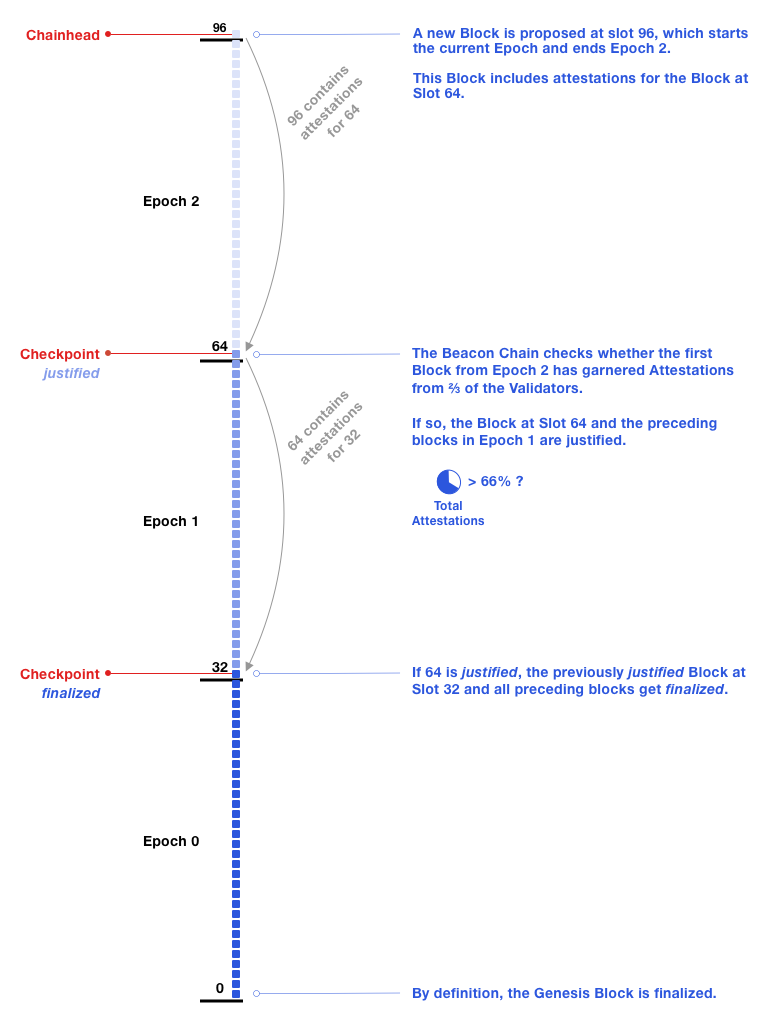 96
Chainhead
A new Block is proposed at slot 96, which starts
the current Epoch and ends Epoch 2.
This Block includes attestations for the Block at
Slot 64.
96 contains
attestations
for 64
Epoch 2
64
Checkpoint
justified
The Beacon Chain checks whether the first
Block from Epoch 2 has garnered Attestations
from ⅔ of the Validators.
If so, the Block at Slot 64 and the preceding
blocks in Epoch 1 are justified.
64 contains
attestations
for 32
> 66% ?
Total
Attestations
Epoch 1
32
Checkpoint
finalized
If 64 is justified, the previously justified Block at
Slot 32 and all preceding blocks get finalized.
Epoch 0
0
By definition, the Genesis Block is finalized.